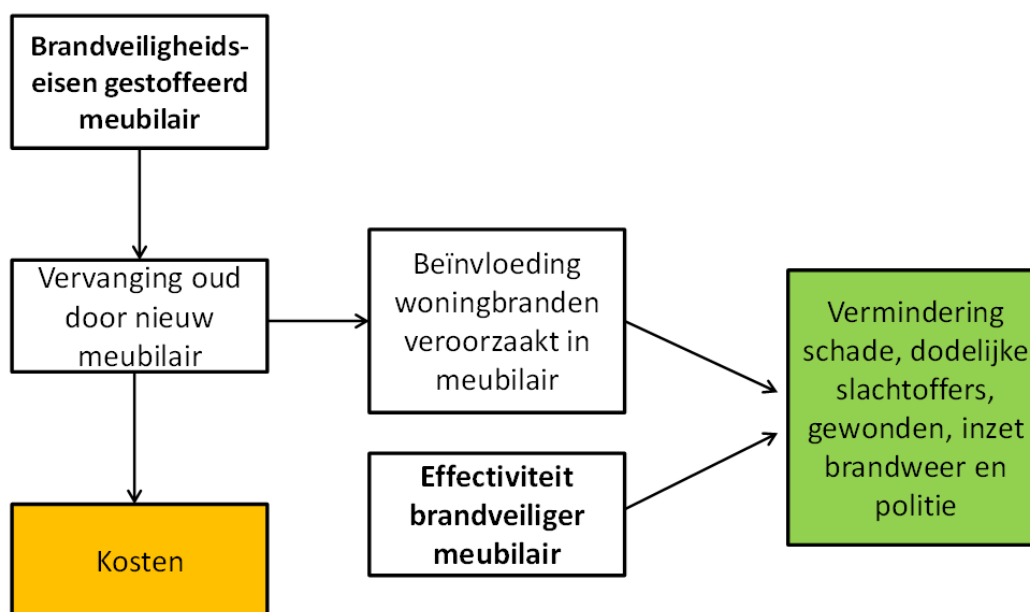 Brandveiligheids-
eisen gestoffeerd
meubilair
Vervanging oud
door nieuw
meubilair
Beïnvloeding
woningbranden
veroorzaakt in
meubilair
Vermindering
schade, dodelijke
slachtoffers,
gewonden, inzet
brandweer en
politie
Effectiviteit
brandveiliger
meubilair
Kosten